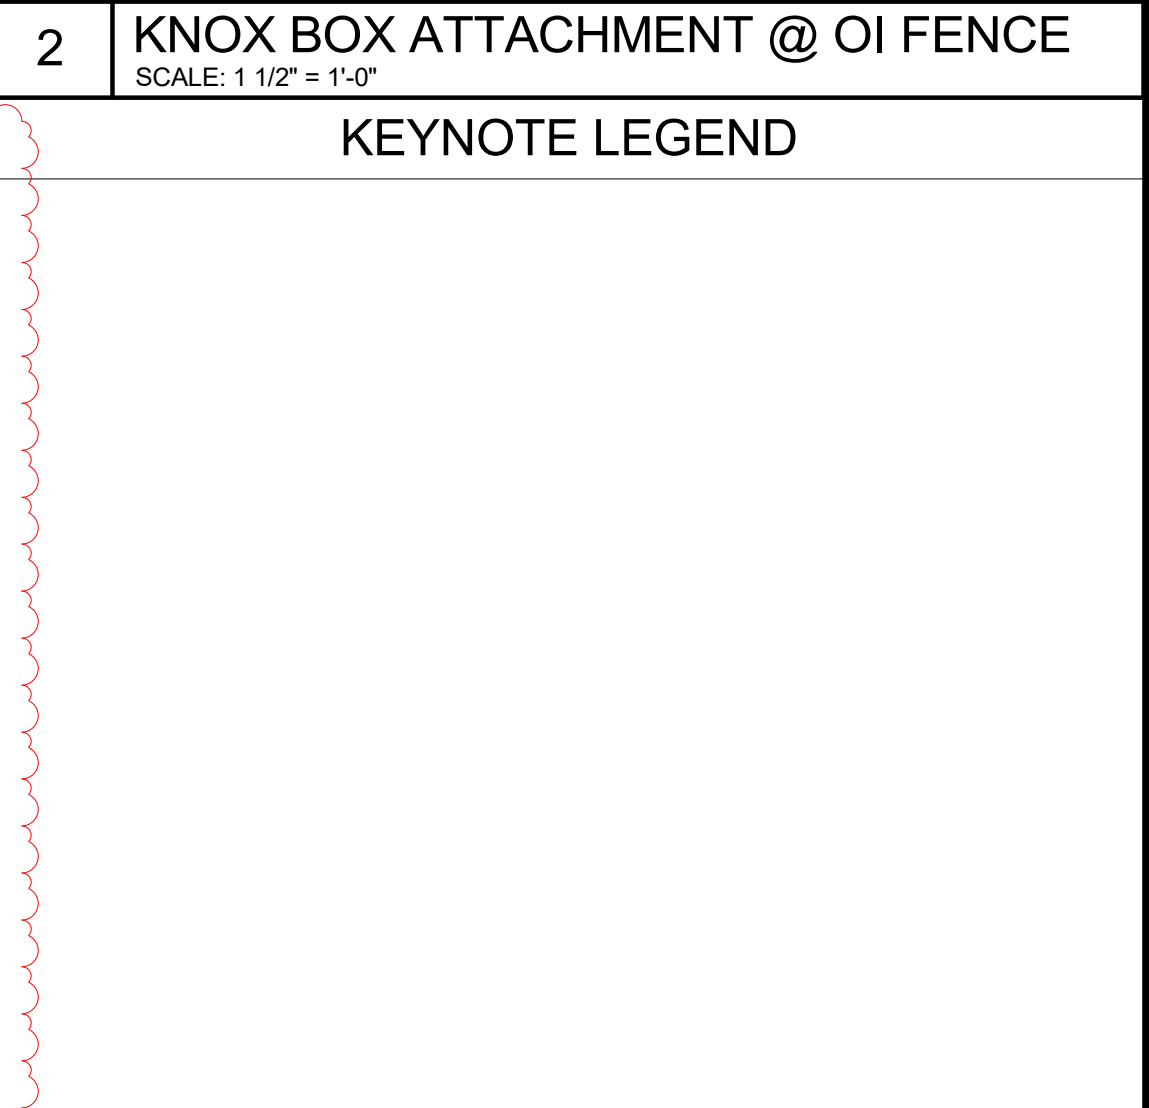 2
KNOX BOX ATTACHMENT @ OI FENCE
SCALE: 1 1/2" = 1'-0"
KEYNOTE LEGEND